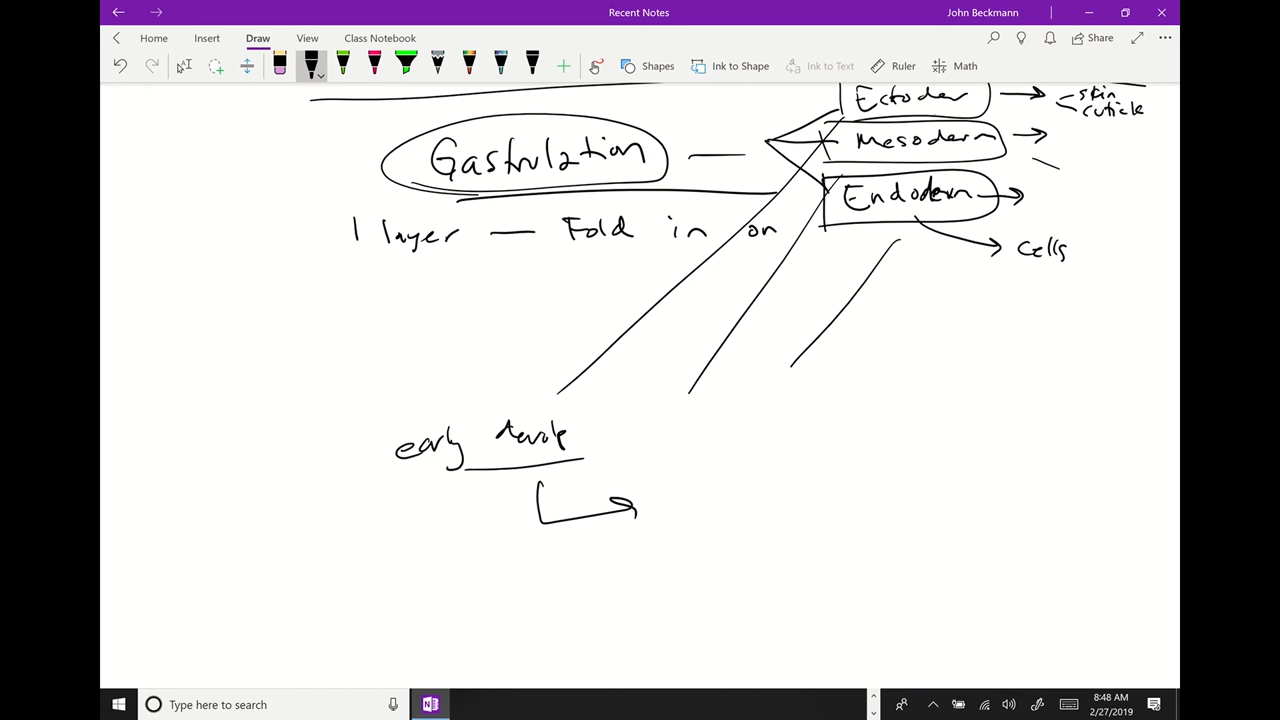 Recent Notes
John Beckmann
Home Insert Draw View Class Notebook
Share
Shapes Ink to Shape Ink to Text Ruler Math
Ectoder
skin
cuticle
Gastrulation
Mesoderm
Endoderm
1 layer — Fold in on
cells
early
Type here to search
8:48 AM
2/27/2019